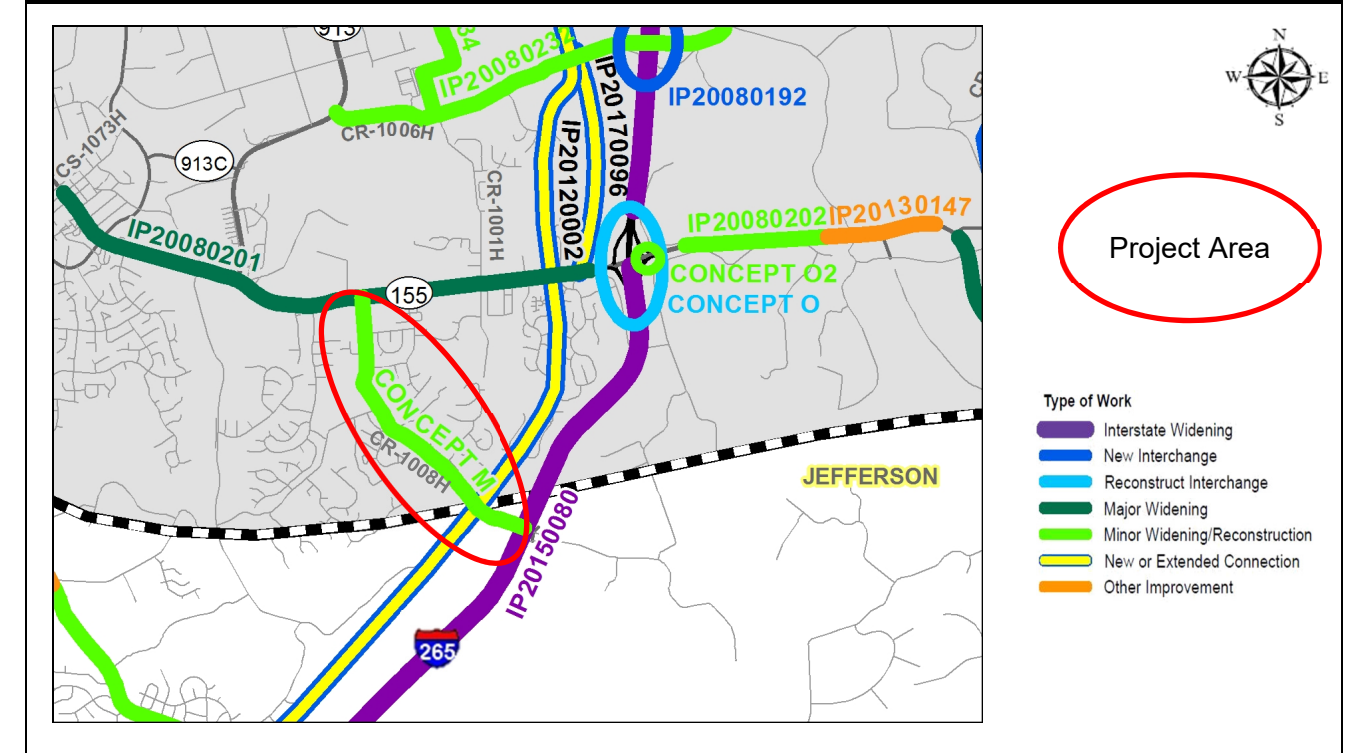 913
34
IP20080232
IP20170096
IP20080192
CR-1006H
CS-1073H
913C
CR-1001H
IP20120002
IP20080202
IP20130147
IP20080201
CONCEPT O2
155
CONCEPT O
CONCEPT M
CR-1008H
JEFFERSON
IP20150080
265
N
W
E
S
Project Area
Type of Work
Interstate Widening
New Interchange
Reconstruct Interchange
Major Widening
Minor Widening/Reconstruction
New or Extended Connection
Other Improvement